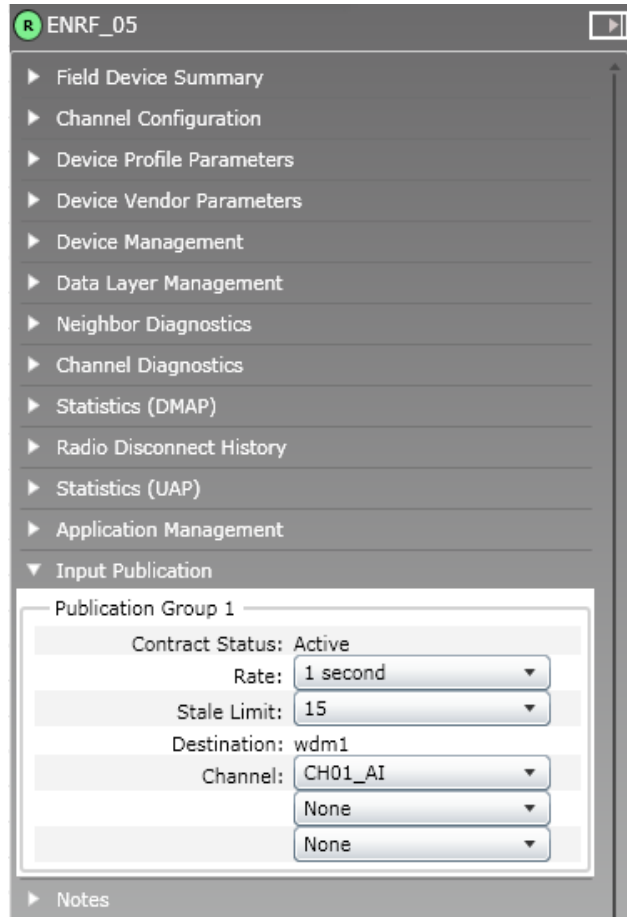 R ENRF_05
Field Device Summary
Channel Configuration
Device Profile Parameters
Device Vendor Parameters
Device Management
Data Layer Management
Neighbor Diagnostics
Channel Diagnostics
Statistics (DMAP)
Radio Disconnect History
Statistics (UAP)
Application Management
Input Publication
Publication Group 1
Contract Status: Active
Rate: 1 second
Stale Limit: 15
Destination: wdm1
Channel: CH01_AI
None
None
Notes